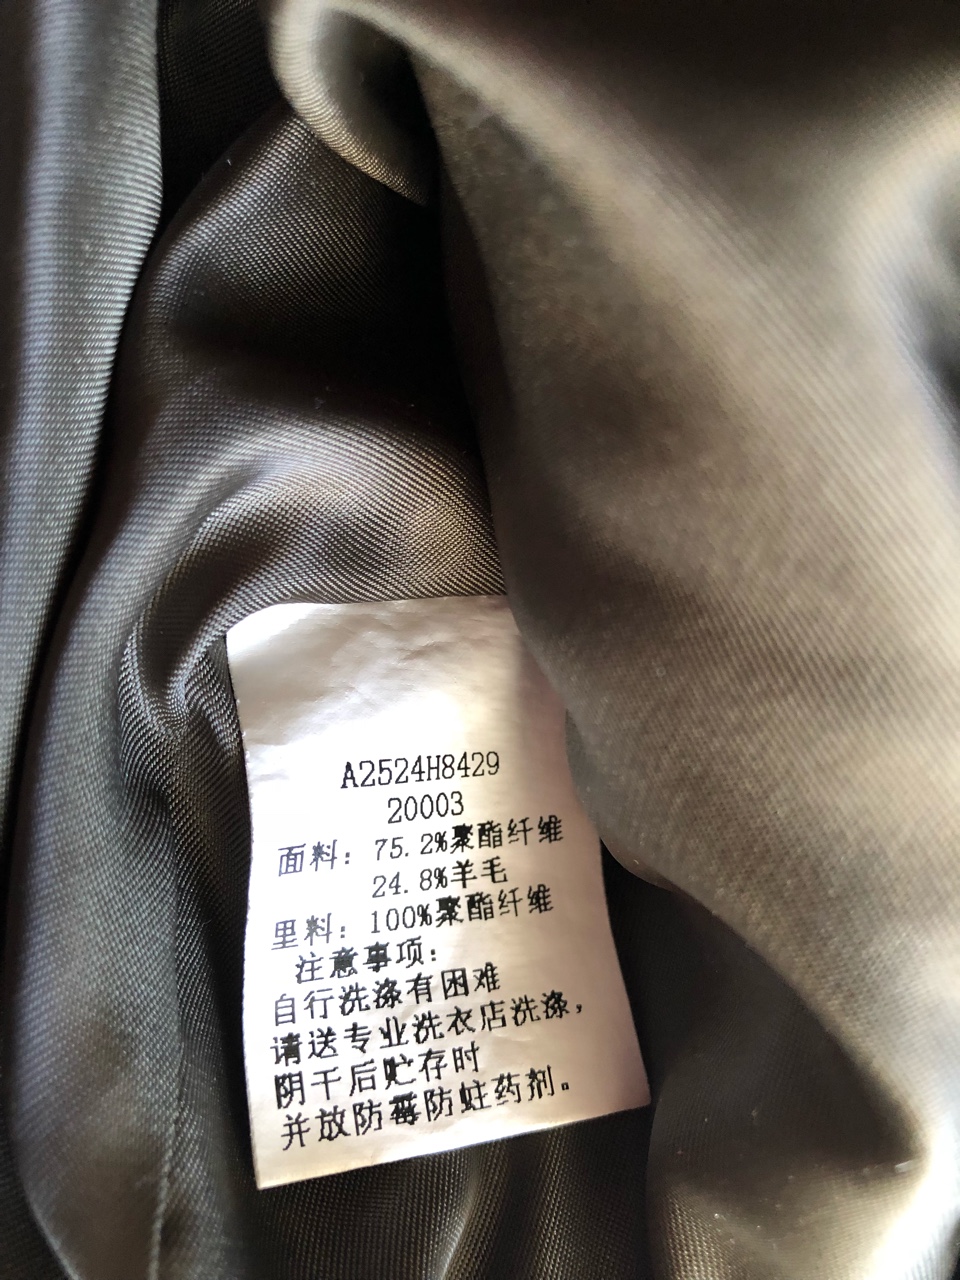 A2524H8429
20003
面料：75.2%聚酯纤维
24.8%羊毛
里料：100%聚酯纤维
注意事项：
自行洗涤有困难
请送专业洗衣店洗涤，
阴干后贮存时
并放防霉防蛀药剂。